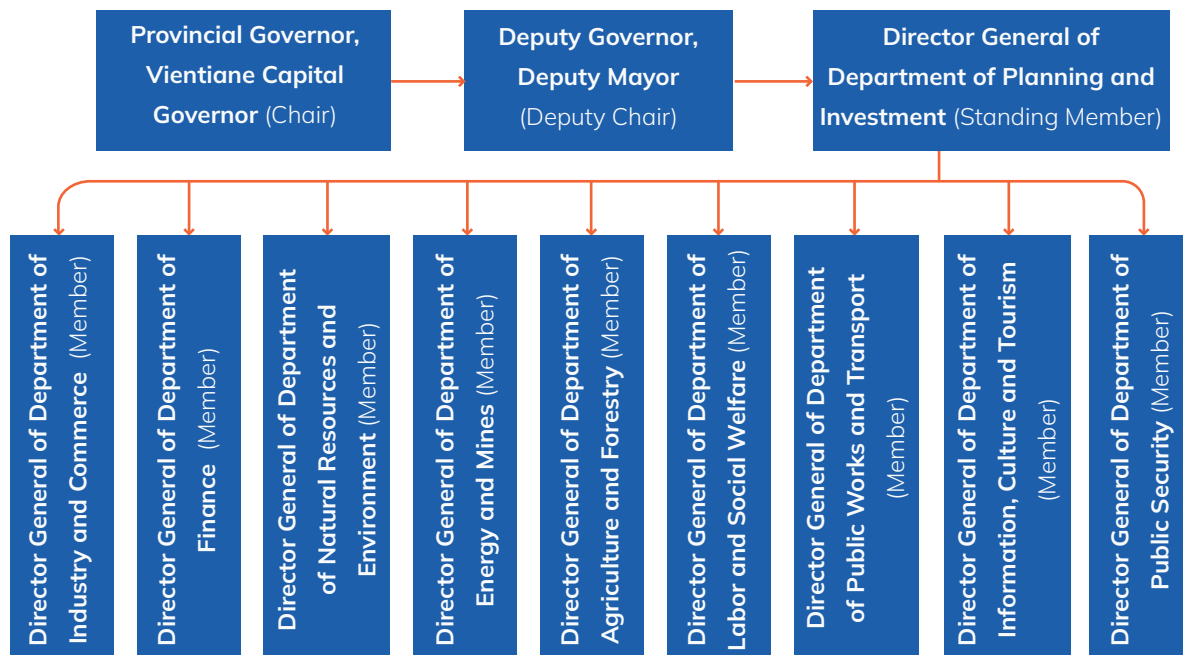 Provincial Governor,
Vientiane Capital
Governor (Chair)
Deputy Governor,
Deputy Mayor
(Deputy Chair)
Director General of
Department of Planning and
Investment (Standing Member)
Director General of Department of
Industry and Commerce (Member)
Director General of Department of
Finance (Member)
Director General of Department
of Natural Resources and
Environment (Member)
Director General of Department of
Energy and Mines (Member)
Director General of Department of
Agriculture and Forestry (Member)
Director General of Department of
Labor and Social Welfare (Member)
Director General of Department
of Public Works and Transport
(Member)
Director General of Department of
Information, Culture and Tourism
(Member)
Director General of Department of
Public Security (Member)